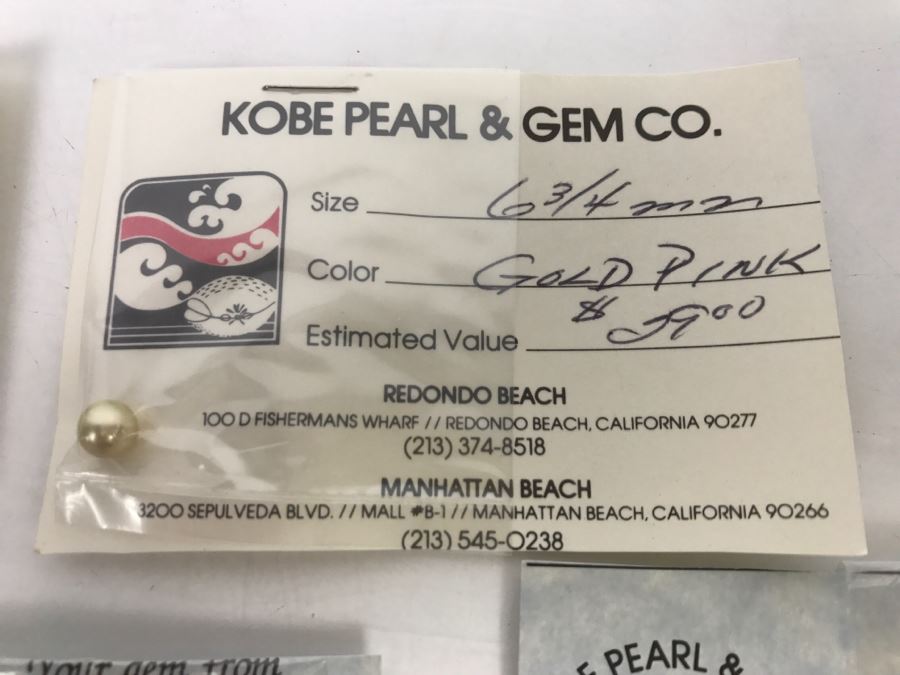 KOBE PEARL & GEM CO.
Size 6 3/4 mm
Color GOLD PINK
Estimated Value $ 29⁰⁰
REDONDO BEACH
100 D FISHERMANS WHARF // REDONDO BEACH, CALIFORNIA 90277
(213) 374-8518
MANHATTAN BEACH
3200 SEPULVEDA BLVD. // MALL #B-1 // MANHATTAN BEACH, CALIFORNIA 90266
(213) 545-0238
PEARL &
Your gem from